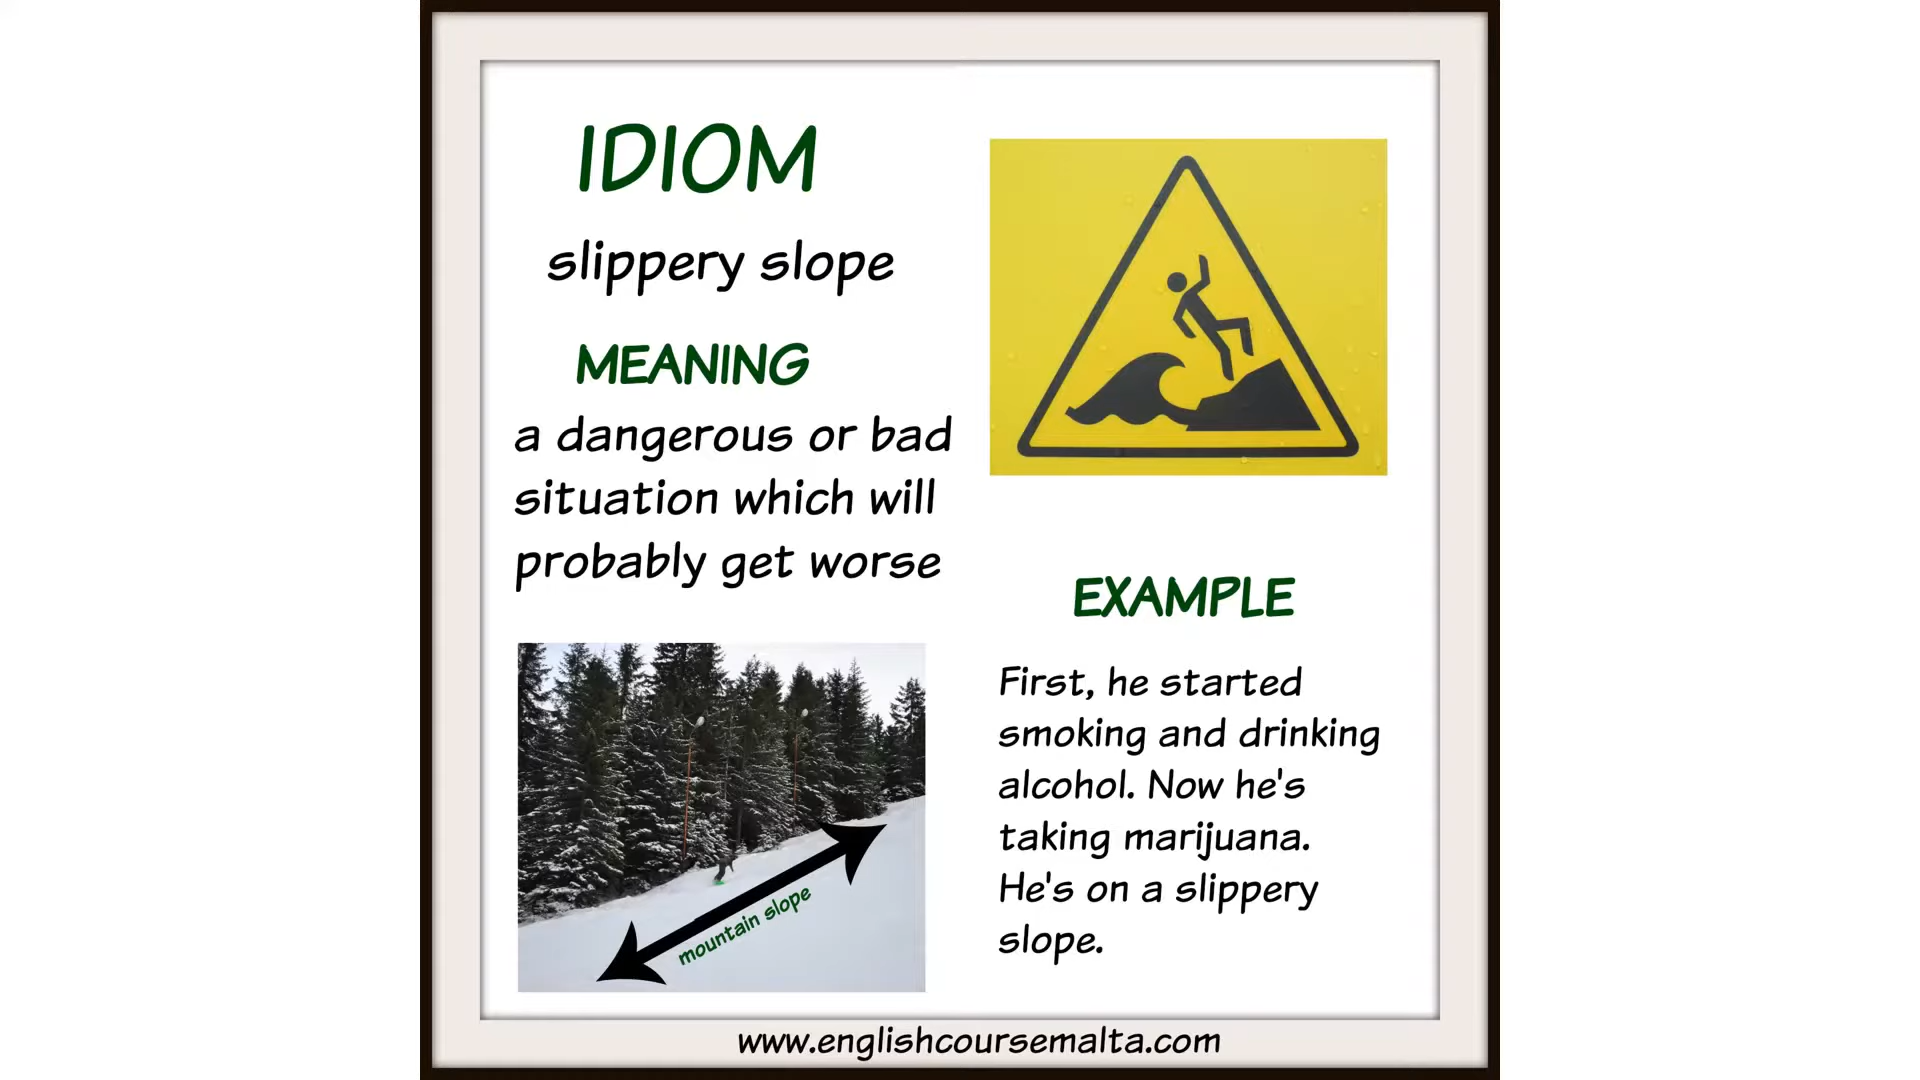 IDIOM
slippery slope
MEANING
a dangerous or bad
situation which will
probably get worse
mountain slope
EXAMPLE
First, he started
smoking and drinking
alcohol. Now he's
taking marijuana.
He's on a slippery
slope.
www.englishcoursemalta.com